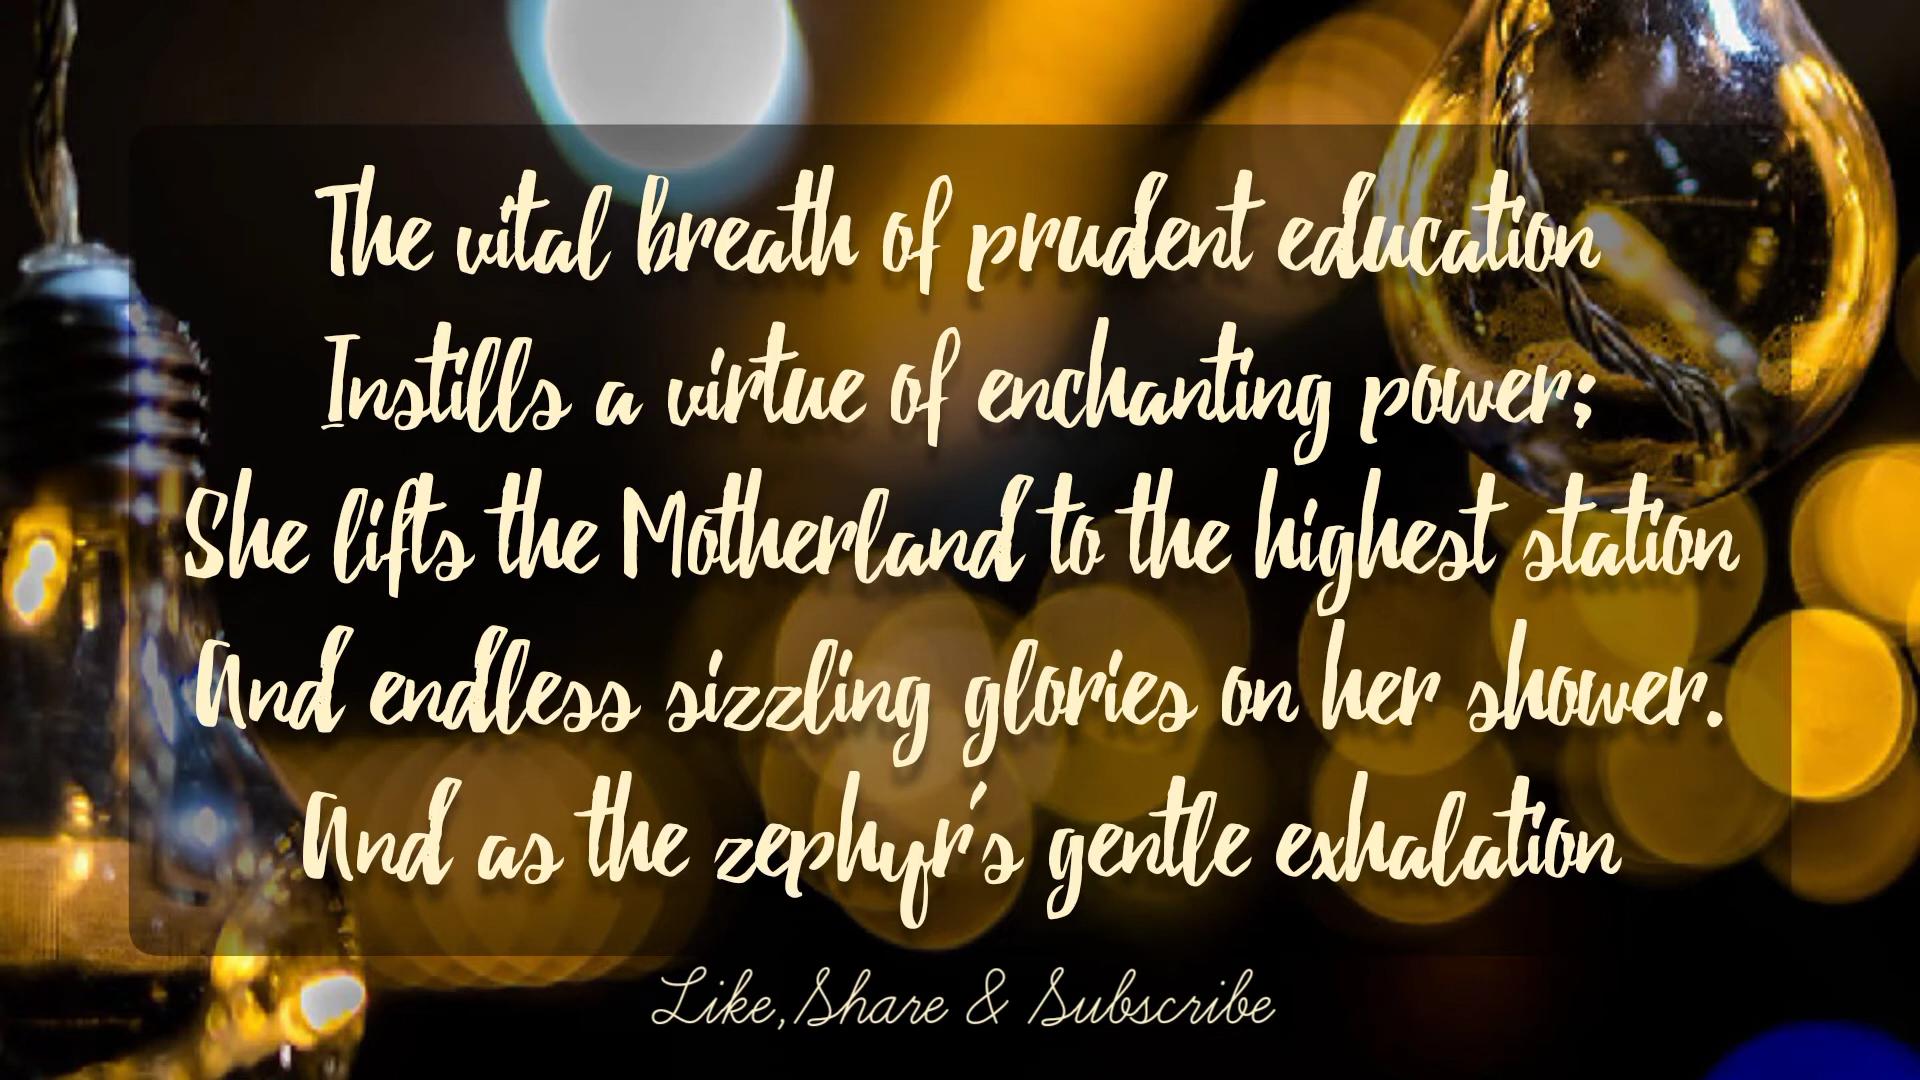 The vital breath of prudent education
Instills a virtue of enchanting power;
She lifts the Motherland to the highest station
And endless sizzling glories on her shower.
And as the zephyr's gentle exhalation
Like, Share & Subscribe